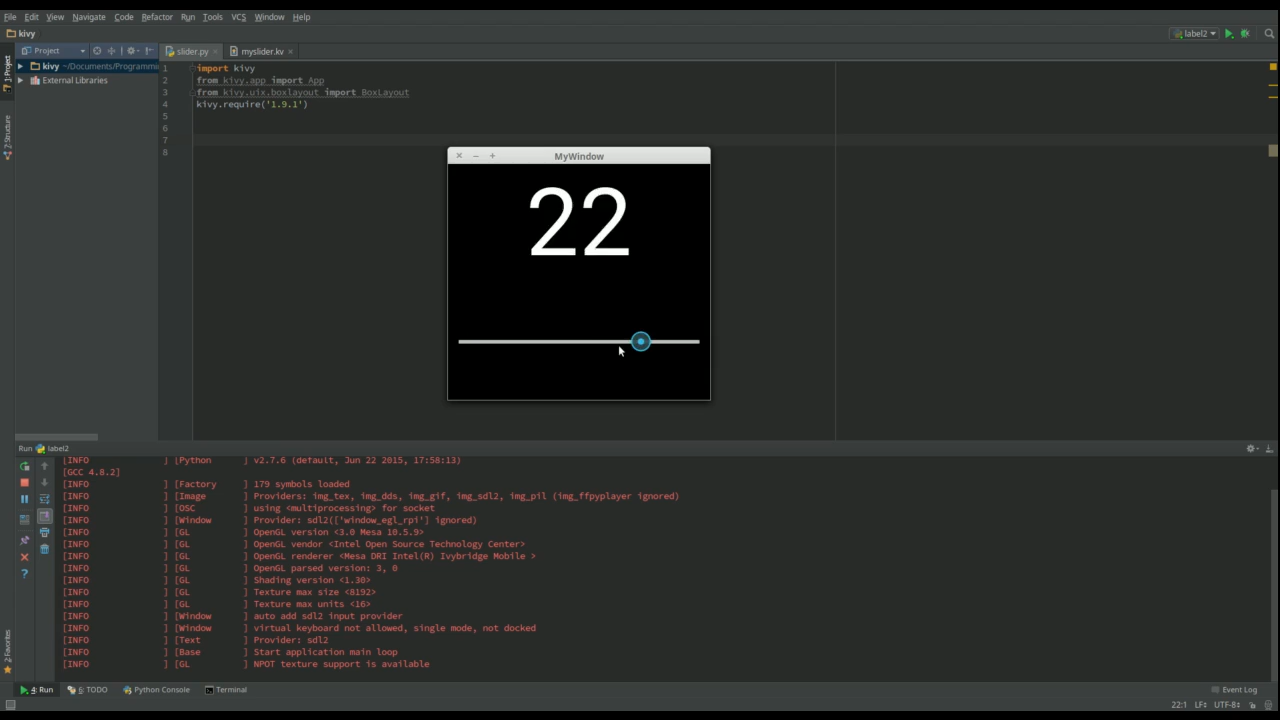 File Edit View Navigate Code Refactor Run Tools VCS Window Help
kivy label2
1: Project Project slider.py myslider.kv
kivy ~/Documents/Programmi
External Libraries
2: Structure
1 import kivy
2 from kivy.app import App
3 from kivy.uix.boxlayout import BoxLayout
4 kivy.require('1.9.1')
5
6
7
8
MyWindow
22
Run label2
[INFO ] [Python ] v2.7.6 (default, Jun 22 2015, 17:58:13)
[GCC 4.8.2]
[INFO ] [Factory ] 179 symbols loaded
[INFO ] [Image ] Providers: img_tex, img_dds, img_gif, img_sdl2, img_pil (img_ffpyplayer ignored)
[INFO ] [OSC ] using <multiprocessing> for socket
[INFO ] [Window ] Provider: sdl2(['window_egl_rpi'] ignored)
[INFO ] [GL ] OpenGL version <3.0 Mesa 10.5.9>
[INFO ] [GL ] OpenGL vendor <Intel Open Source Technology Center>
[INFO ] [GL ] OpenGL renderer <Mesa DRI Intel(R) Ivybridge Mobile >
[INFO ] [GL ] OpenGL parsed version: 3, 0
[INFO ] [GL ] Shading version <1.30>
[INFO ] [GL ] Texture max size <8192>
[INFO ] [GL ] Texture max units <16>
[INFO ] [Window ] auto add sdl2 input provider
[INFO ] [Window ] virtual keyboard not allowed, single mode, not docked
[INFO ] [Text ] Provider: sdl2
[INFO ] [Base ] Start application main loop
[INFO ] [GL ] NPOT texture support is available
2: Favorites
4: Run 6: TODO Python Console Terminal Event Log
22:1 LF÷ UTF-8÷